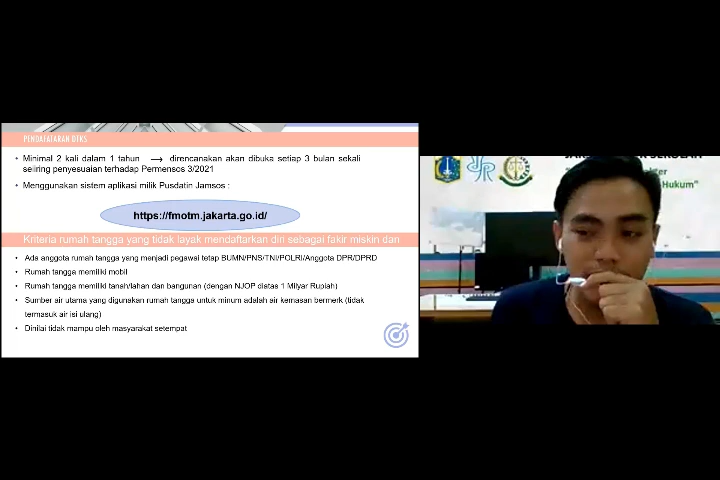 PENDAFATARAN DTKS
• Minimal 2 kali dalam 1 tahun → direncanakan akan dibuka setiap 3 bulan sekali
seiiring penyesuaian terhadap Permensos 3/2021
• Menggunakan sistem aplikasi milik Pusdatin Jamsos :
https://fmotm.jakarta.go.id/
Kriteria rumah tangga yang tidak layak mendaftarkan diri sebagai fakir miskin dan
• Ada anggota rumah tangga yang menjadi pegawai tetap BUMN/PNS/TNI/POLRI/Anggota DPR/DPRD
• Rumah tangga memiliki mobil
• Rumah tangga memiliki tanah/lahan dan bangunan (dengan NJOP diatas 1 Milyar Rupiah)
• Sumber air utama yang digunakan rumah tangga untuk minum adalah air kemasan bermerk (tidak
termasuk air isi ulang)
• Dinilai tidak mampu oleh masyarakat setempat
Hukum"